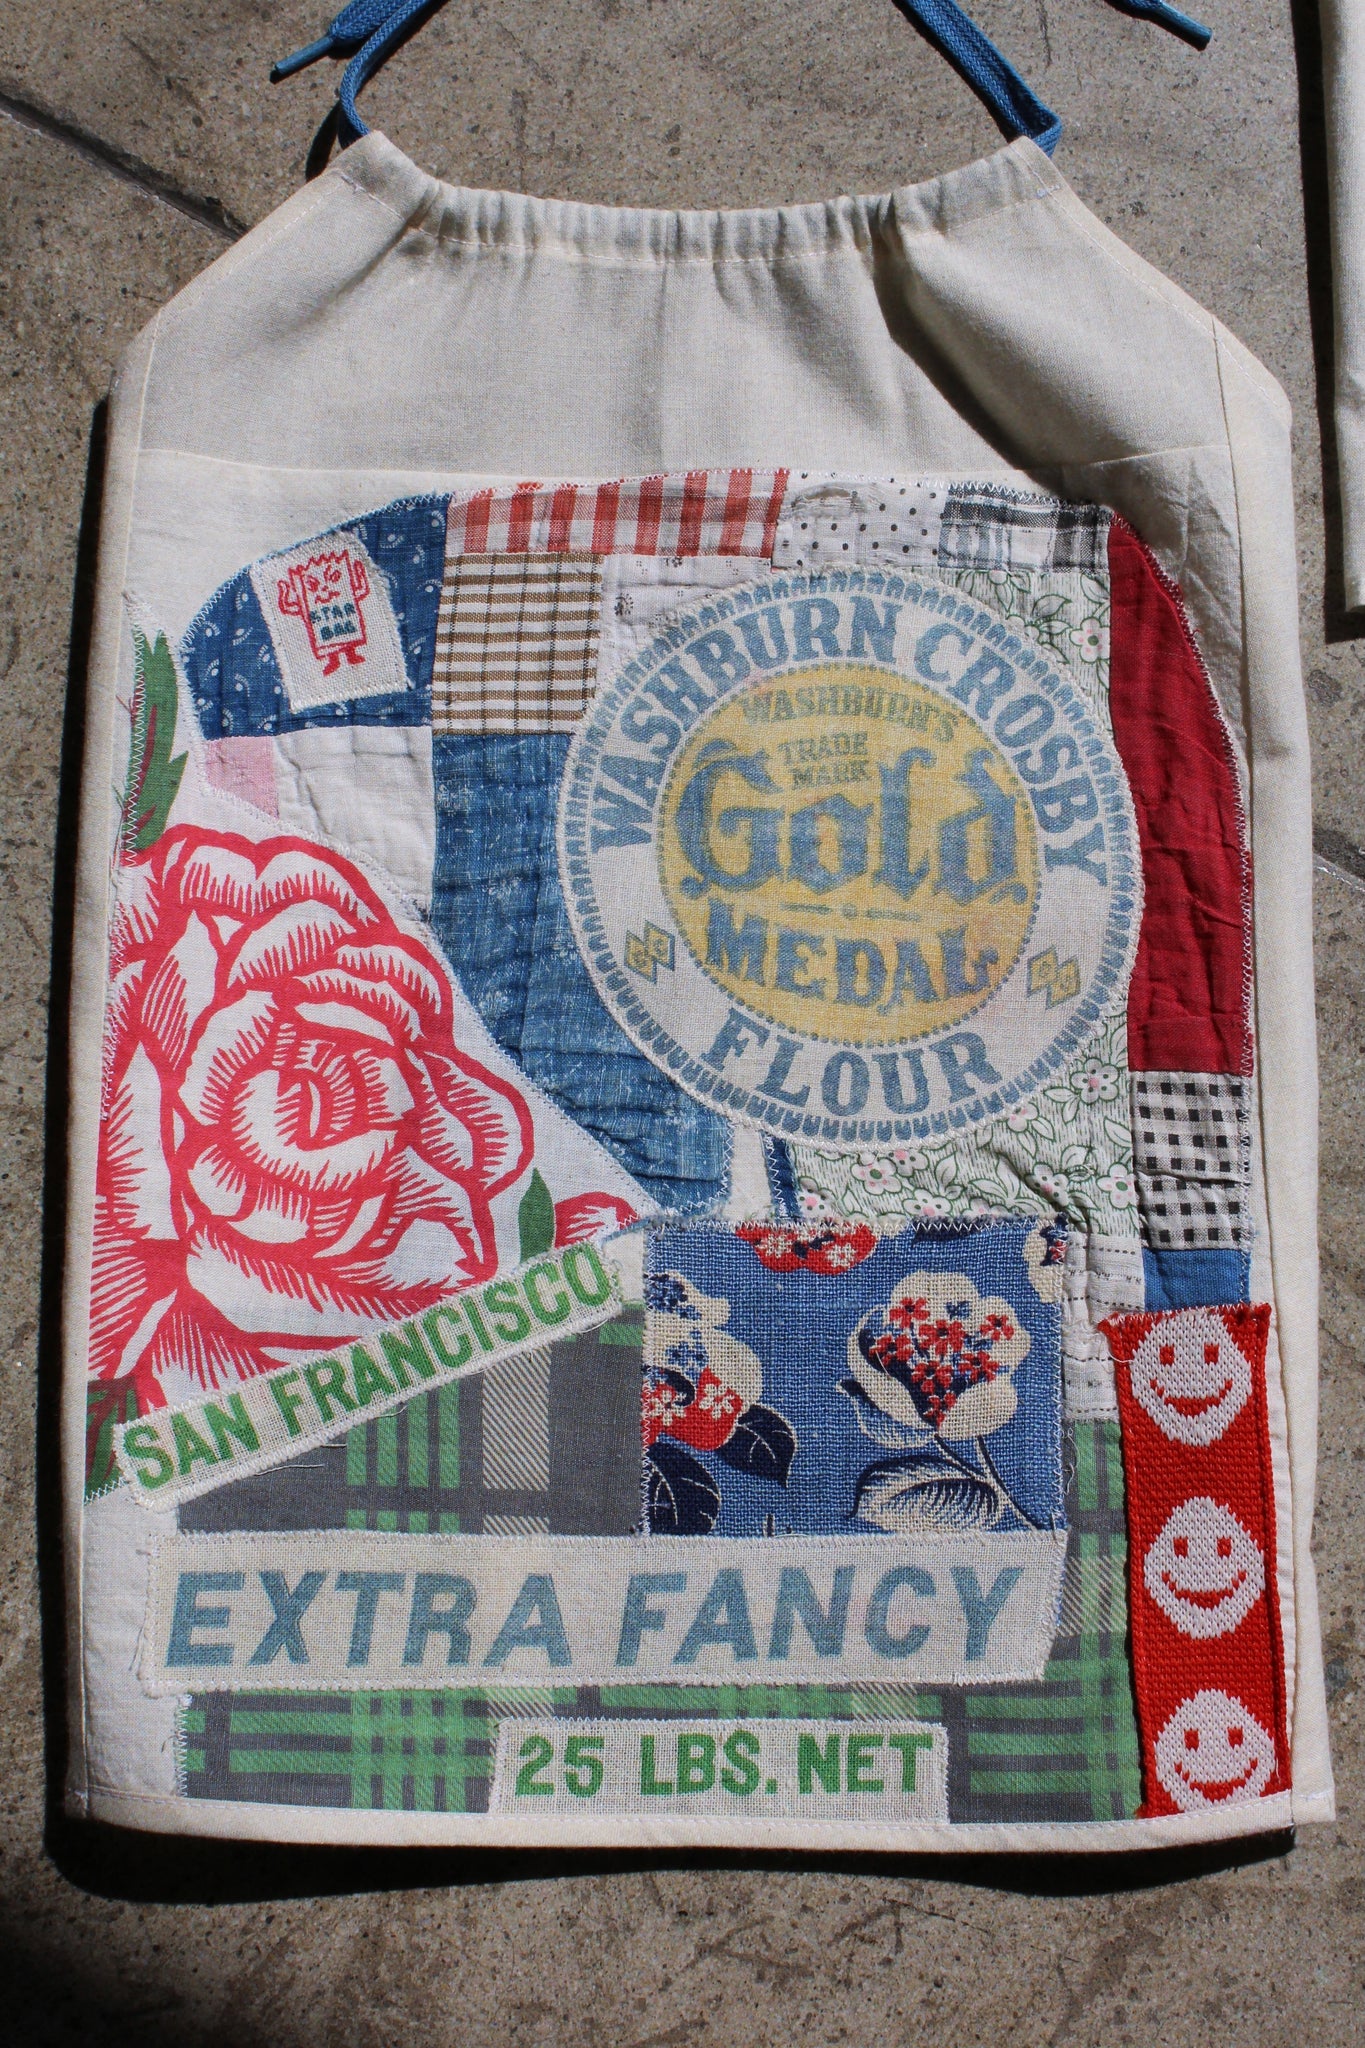 STAR
BAG
WASHBURN CROSBY
WASHBURN'S
TRADE
MARK
Gold
MEDAL
FLOUR
SAN FRANCISCO
EXTRA FANCY
25 LBS. NET